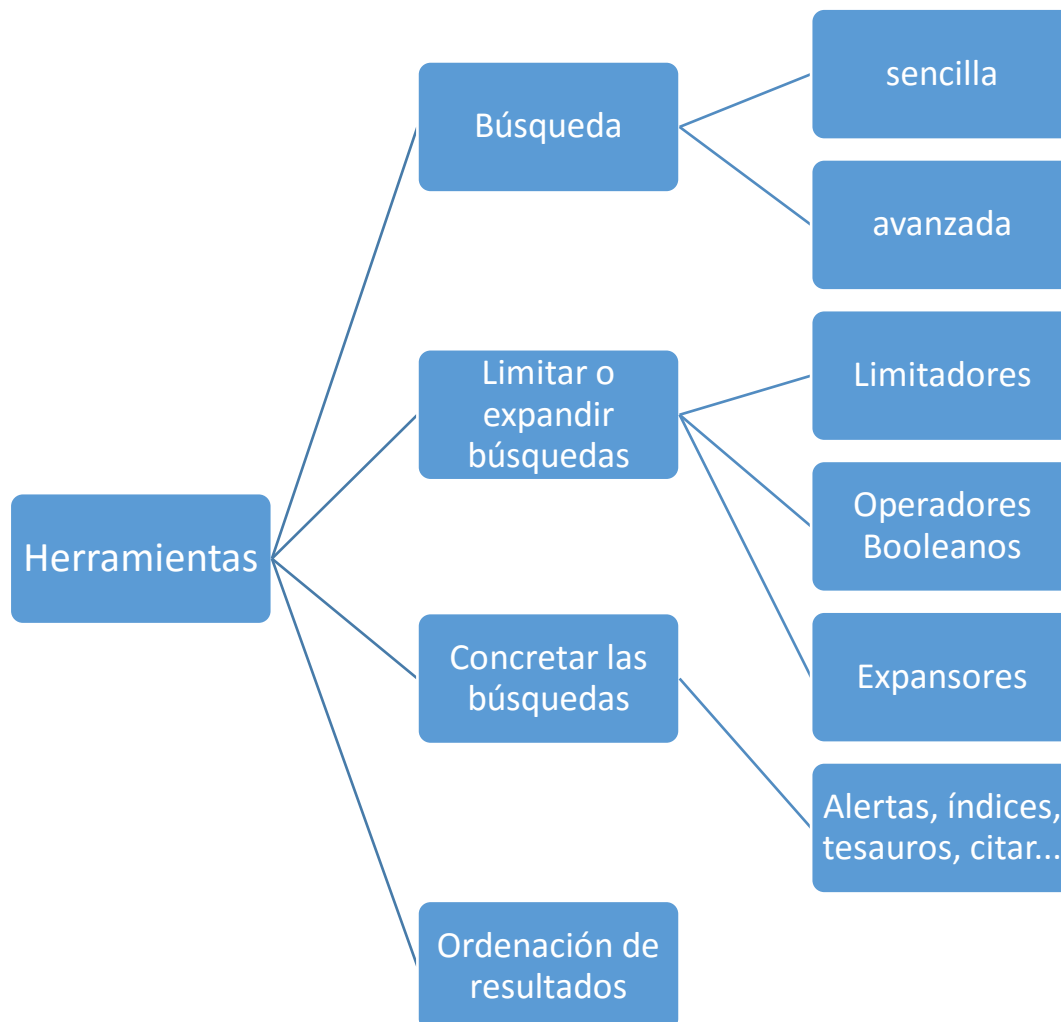 Herramientas
Búsqueda
sencilla
avanzada
Limitar o
expandir
búsquedas
Limitadores
Operadores
Booleanos
Expansores
Concretar las
búsquedas
Alertas, índices,
tesauros, citar...
Ordenación de
resultados